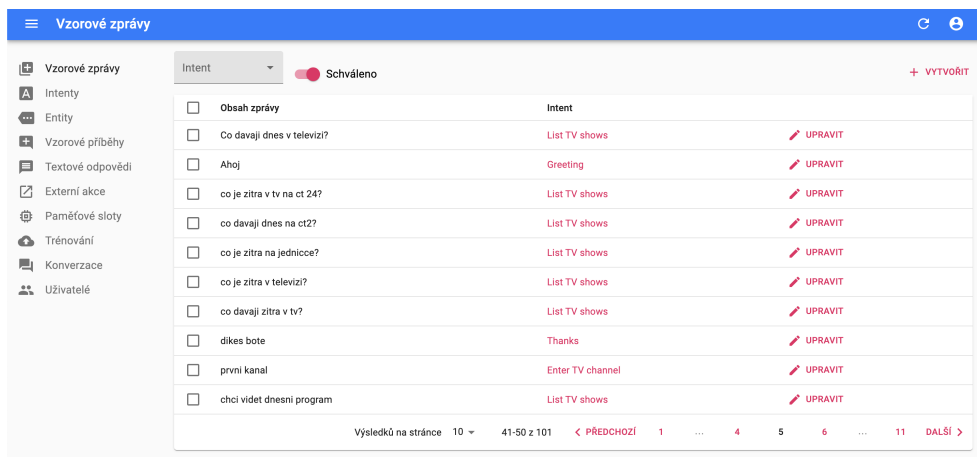 Vzorové zprávy
Vzorové zprávy
Intenty
Entity
Vzorové příběhy
Textové odpovědi
Externí akce
Paměťové sloty
Trénování
Konverzace
Uživatelé
Intent Schváleno VYTVOŘIT
Obsah zprávy Intent
Co davaji dnes v televizi? List TV shows UPRAVIT
Ahoj Greeting UPRAVIT
co je zitra v tv na ct 24? List TV shows UPRAVIT
co davaji dnes na ct2? List TV shows UPRAVIT
co je zitra na jednicce? List TV shows UPRAVIT
co je zitra v televizi? List TV shows UPRAVIT
co davaji zitra v tv? List TV shows UPRAVIT
dikes bote Thanks UPRAVIT
prvni kanal Enter TV channel UPRAVIT
chci videt dnesni program List TV shows UPRAVIT
Výsledků na stránce 10 41-50 z 101 PŘEDCHOZÍ 1 ... 4 5 6 ... 11 DALŠÍ